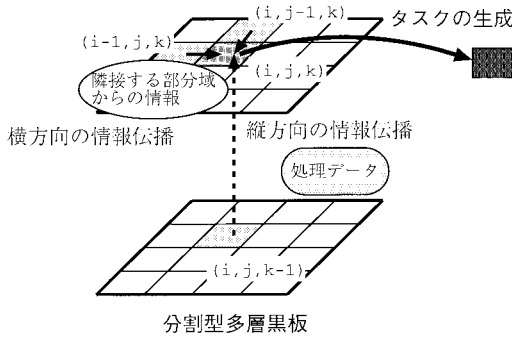 (i,j-1,k)
タスクの生成
(i-1,j,k)
(i,j,k)
隣接する部分域
からの情報
横方向の情報伝播
縦方向の情報伝播
処理データ
(i,j,k-1)
分割型多層黒板